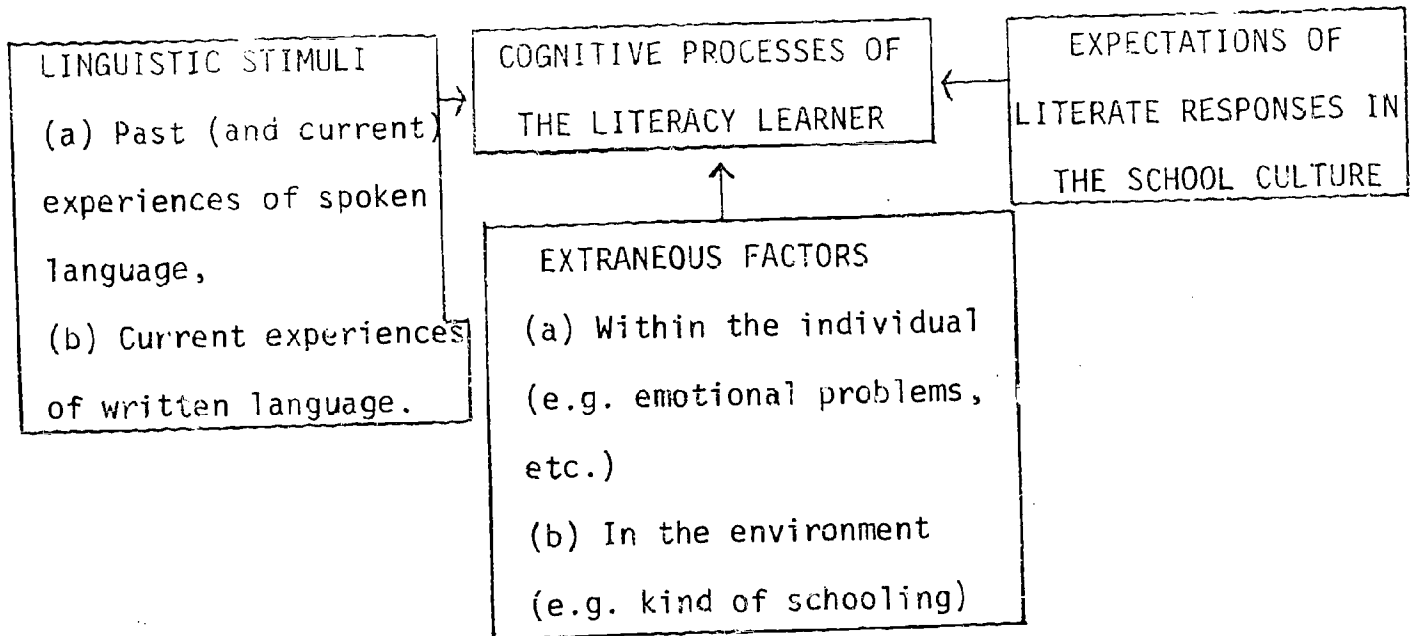 LINGUISTIC STIMULI
(a) Past (and current)
experiences of spoken
language,
(b) Current experiences
of written language.
COGNITIVE PROCESSES OF
THE LITERACY LEARNER
EXPECTATIONS OF
LITERATE RESPONSES IN
THE SCHOOL CULTURE
EXTRANEOUS FACTORS
(a) Within the individual
(e.g. emotional problems,
etc.)
(b) In the environment
(e.g. kind of schooling)